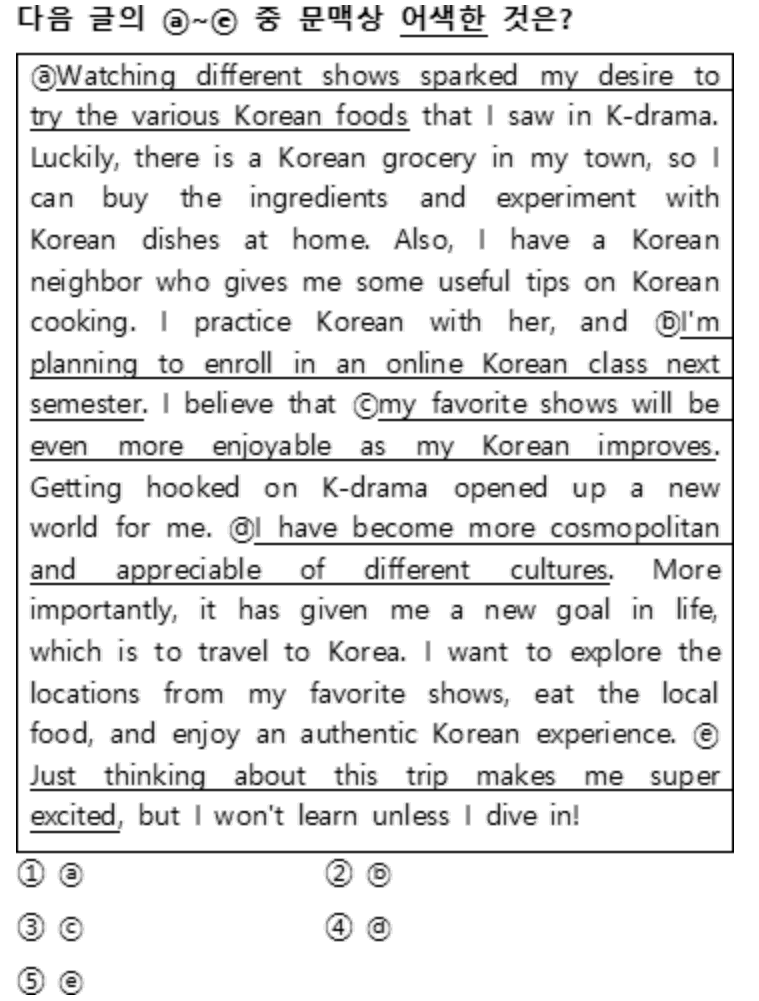 다음 글의 ⓐ~ⓔ 중 문맥상 어색한 것은?
ⓐWatching different shows sparked my desire to
try the various Korean foods that I saw in K-drama.
Luckily, there is a Korean grocery in my town, so I
can buy the ingredients and experiment with
Korean dishes at home. Also, I have a Korean
neighbor who gives me some useful tips on Korean
cooking. I practice Korean with her, and ⓑI'm
planning to enroll in an online Korean class next
semester. I believe that ⓒmy favorite shows will be
even more enjoyable as my Korean improves.
Getting hooked on K-drama opened up a new
world for me. ⓓI have become more cosmopolitan
and appreciable of different cultures. More
importantly, it has given me a new goal in life,
which is to travel to Korea. I want to explore the
locations from my favorite shows, eat the local
food, and enjoy an authentic Korean experience. ⓔ
Just thinking about this trip makes me super
excited, but I won't learn unless I dive in!
① ⓐ ② ⓑ
③ ⓒ ④ ⓓ
⑤ ⓔ